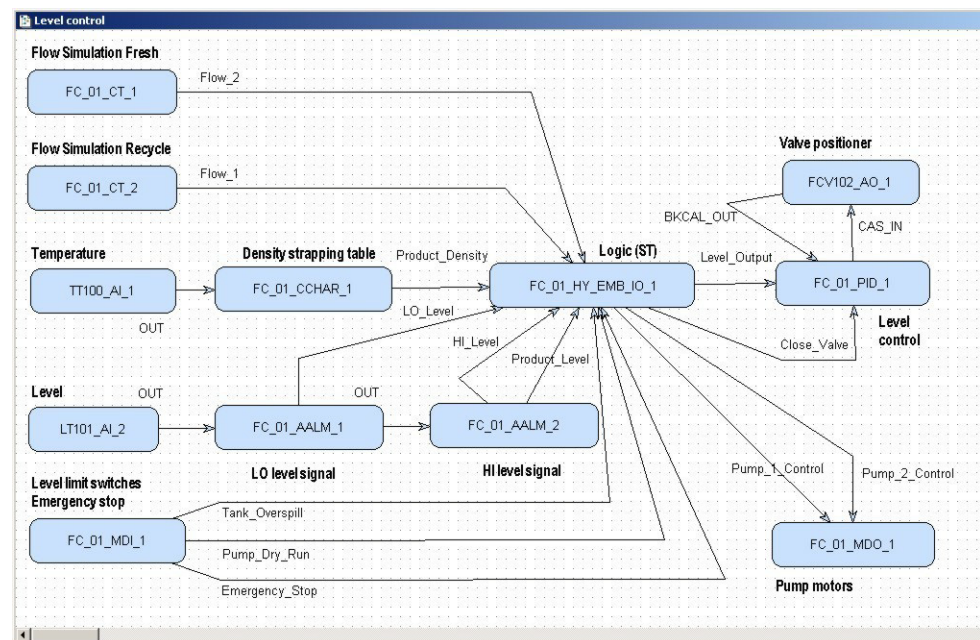 Level control
Flow Simulation Fresh
FC_01_CT_1
Flow_2
Flow Simulation Recycle
FC_01_CT_2
Flow_1
Valve positioner
FCV102_AO_1
BKCAL_OUT
CAS_IN
Temperature
TT100_AI_1
OUT
Density strapping table
FC_01_CCHAR_1
Product_Density
Logic (ST)
FC_01_HY_EMB_IO_1
Level_Output
FC_01_PID_1
Level
control
Close_Valve
LO_Level
HI_Level
Product_Level
Level
OUT
LT101_AI_2
FC_01_AALM_1
OUT
FC_01_AALM_2
LO level signal
HI level signal
Level limit switches
Emergency stop
FC_01_MDI_1
Tank_Overspill
Pump_Dry_Run
Emergency_Stop
Pump_1_Control
Pump_2_Control
FC_01_MDO_1
Pump motors